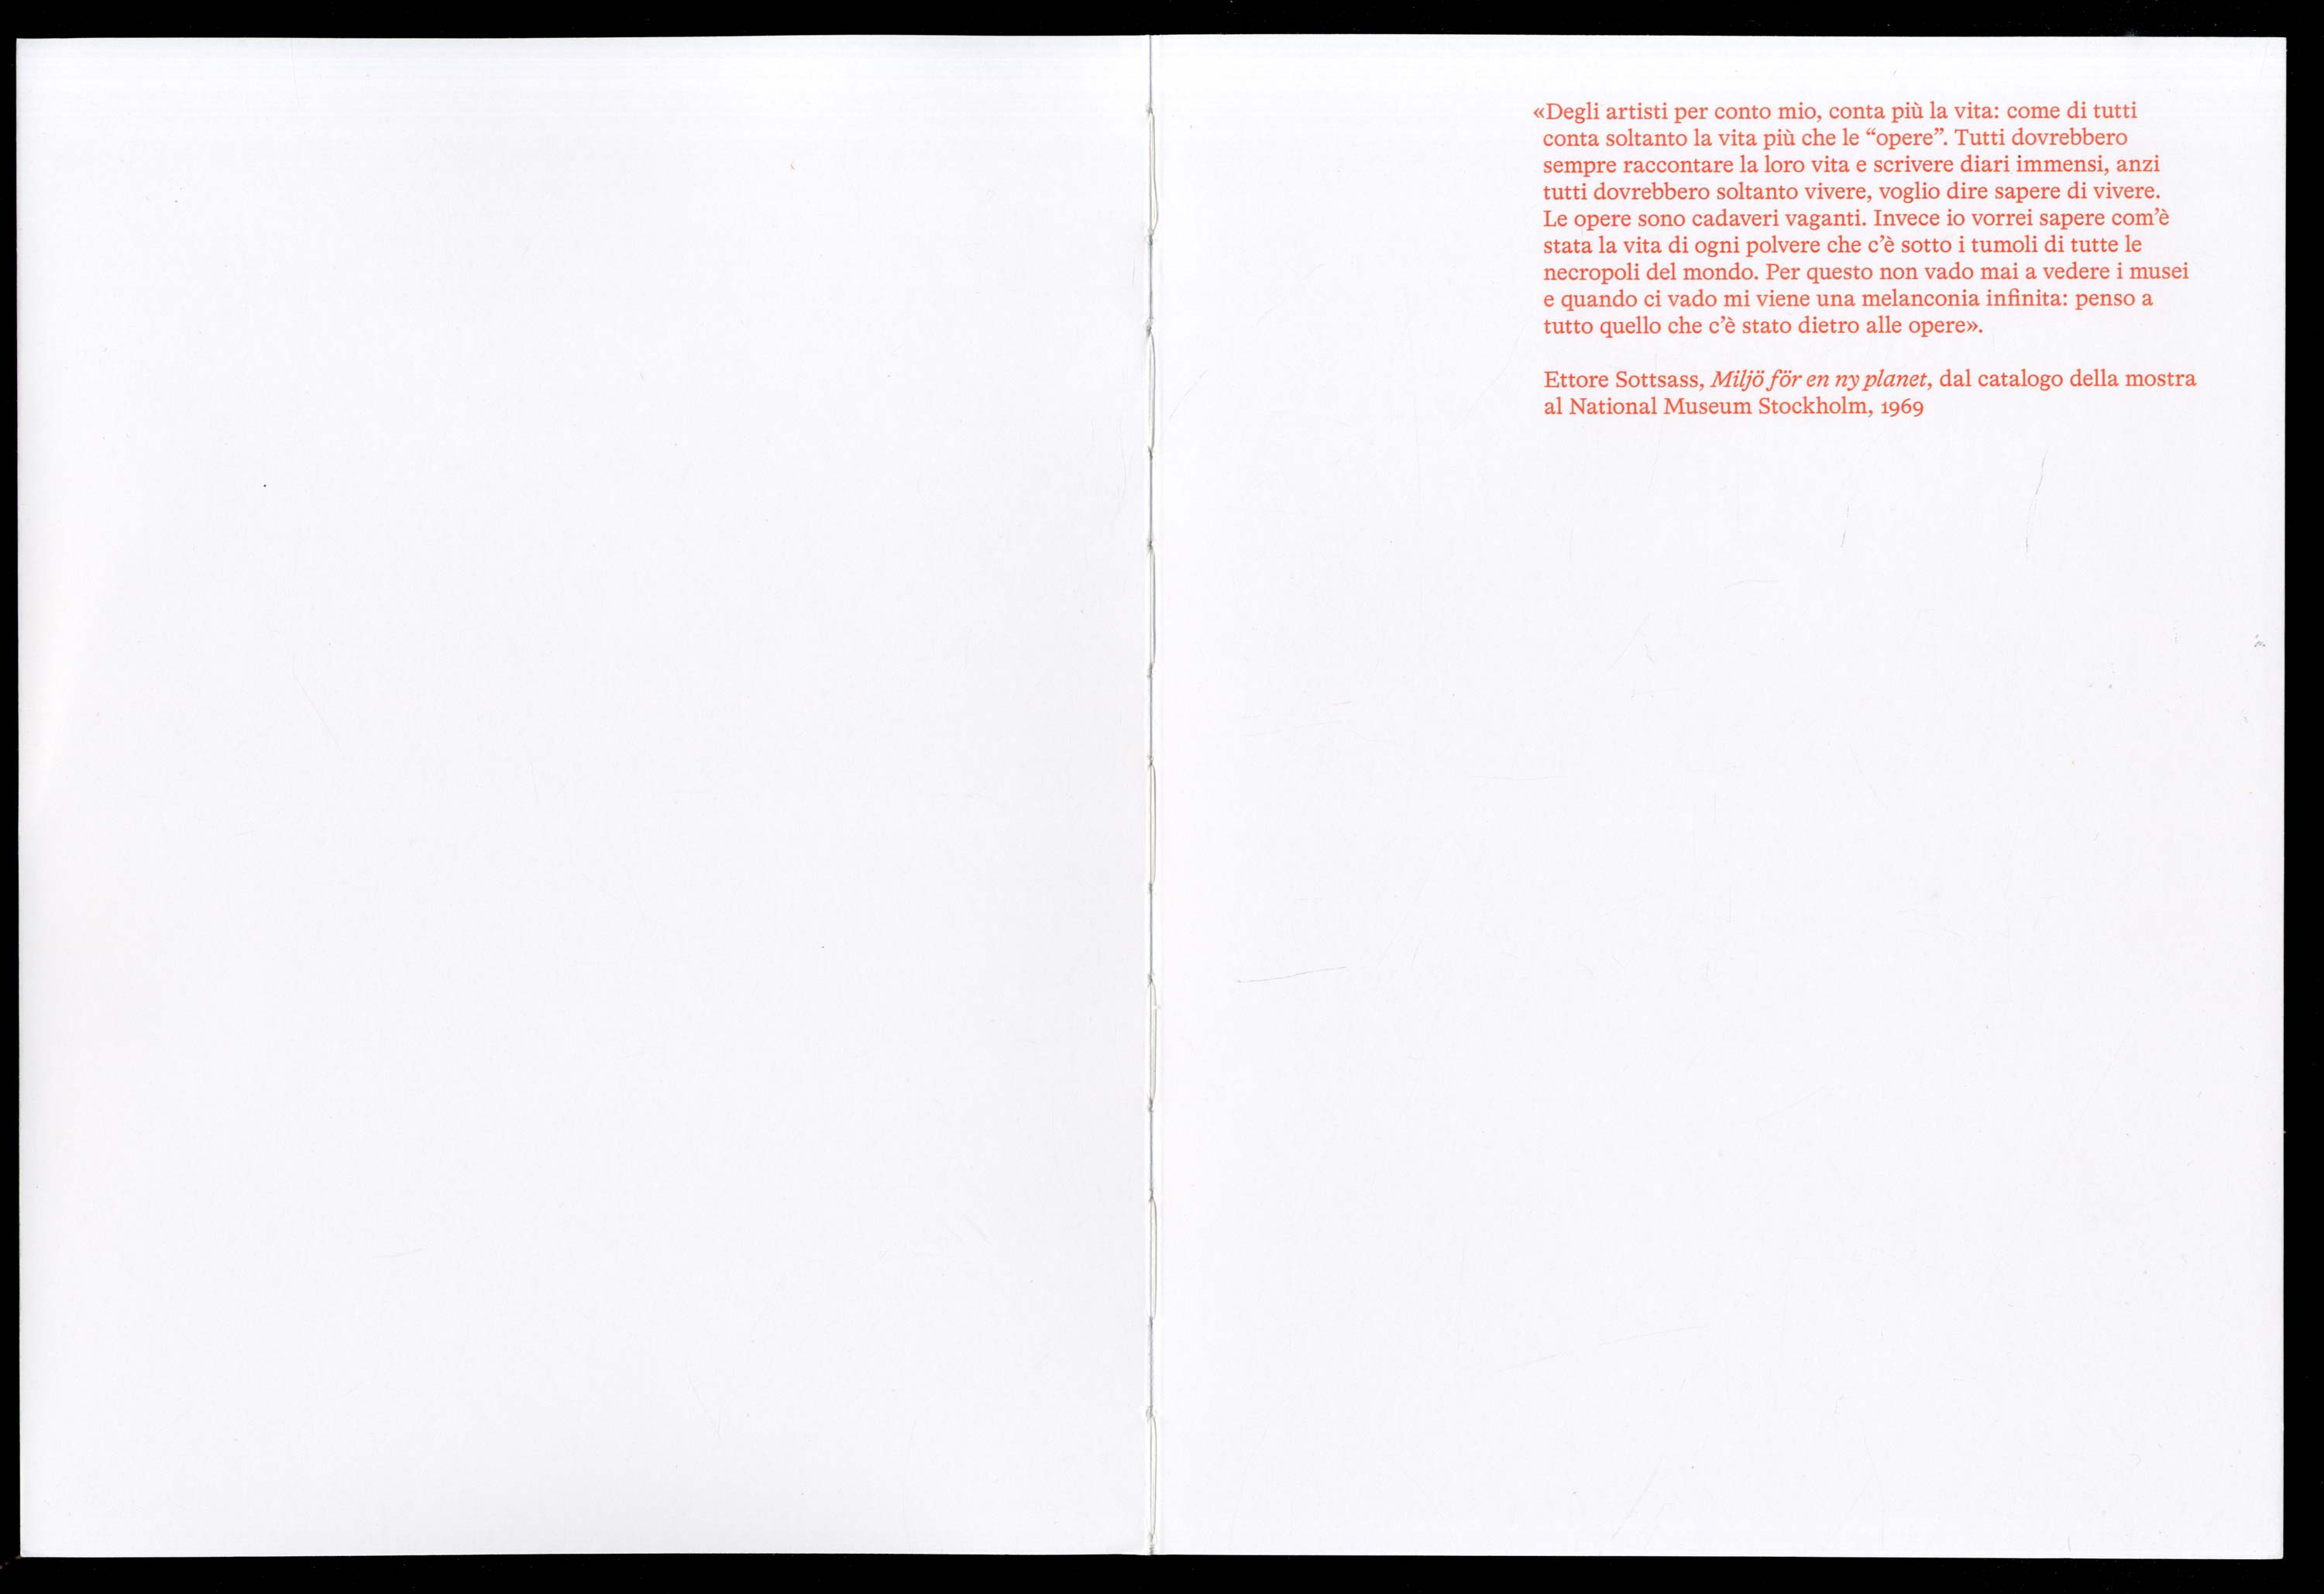 «Degli artisti per conto mio, conta più la vita: come di tutti
conta soltanto la vita più che le “opere”. Tutti dovrebbero
sempre raccontare la loro vita e scrivere diari immensi, anzi
tutti dovrebbero soltanto vivere, voglio dire sapere di vivere.
Le opere sono cadaveri vaganti. Invece io vorrei sapere com’è
stata la vita di ogni polvere che c’è sotto i tumoli di tutte le
necropoli del mondo. Per questo non vado mai a vedere i musei
e quando ci vado mi viene una melanconia infinita: penso a
tutto quello che c’è stato dietro alle opere».
Ettore Sottsass, Miljö för en ny planet, dal catalogo della mostra
al National Museum Stockholm, 1969